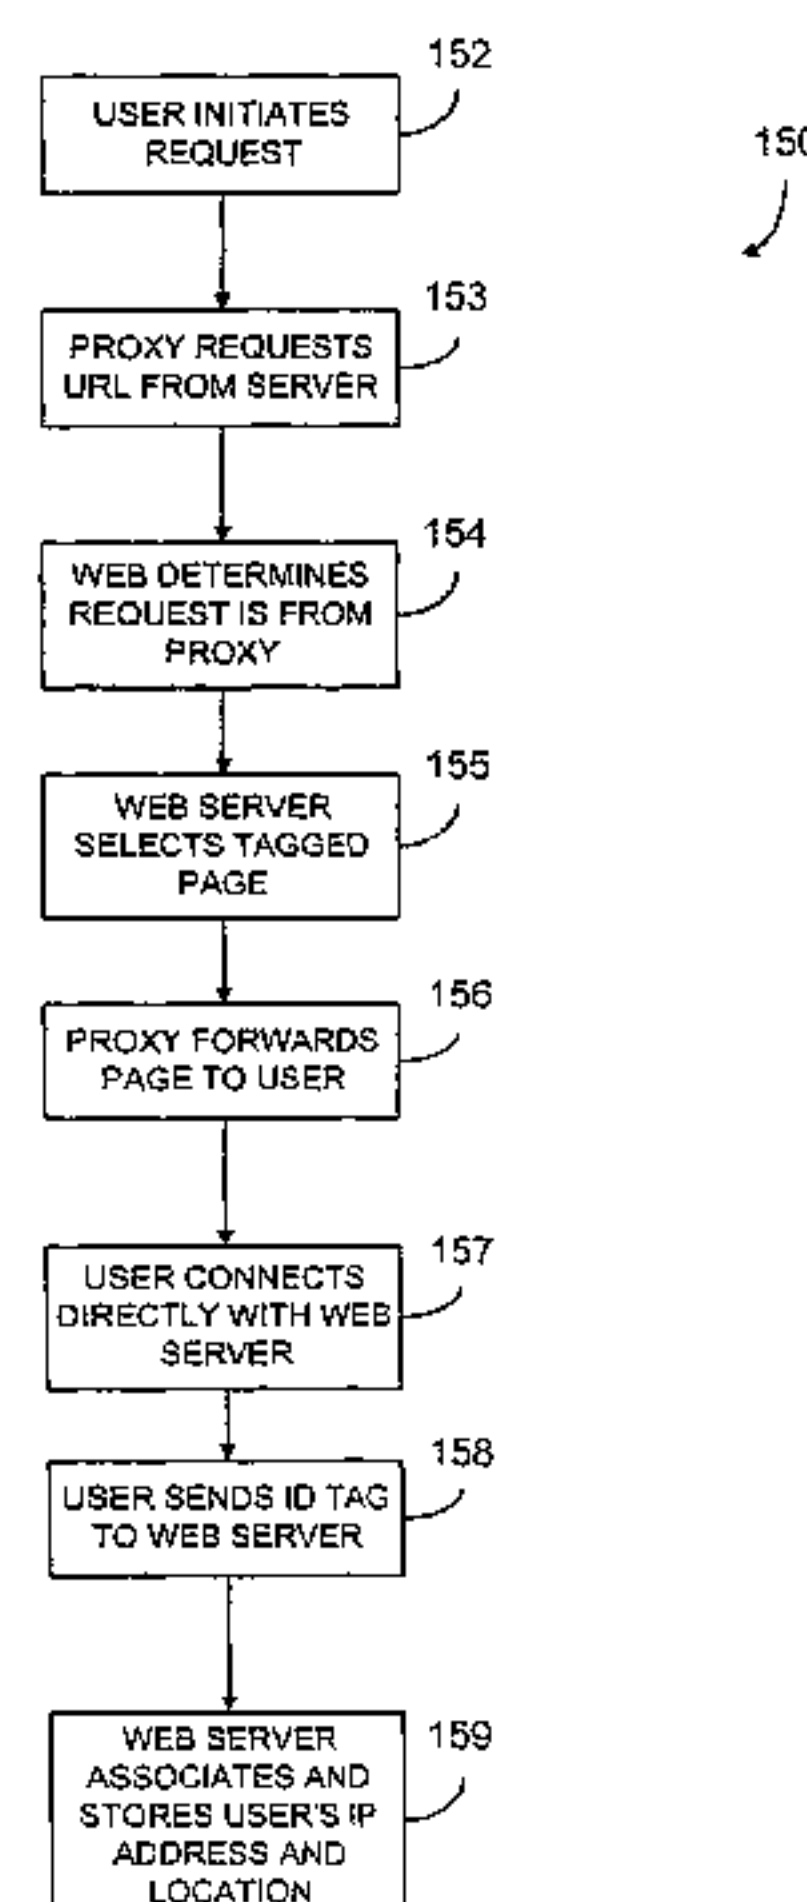 152
USER INITIATES
REQUEST
150
153
PROXY REQUESTS
URL FROM SERVER
154
WEB DETERMINES
REQUEST IS FROM
PROXY
155
WEB SERVER
SELECTS TAGGED
PAGE
156
PROXY FORWARDS
PAGE TO USER
157
USER CONNECTS
DIRECTLY WITH WEB
SERVER
158
USER SENDS ID TAG
TO WEB SERVER
159
WEB SERVER
ASSOCIATES AND
STORES USER'S IP
ADDRESS AND
LOCATION